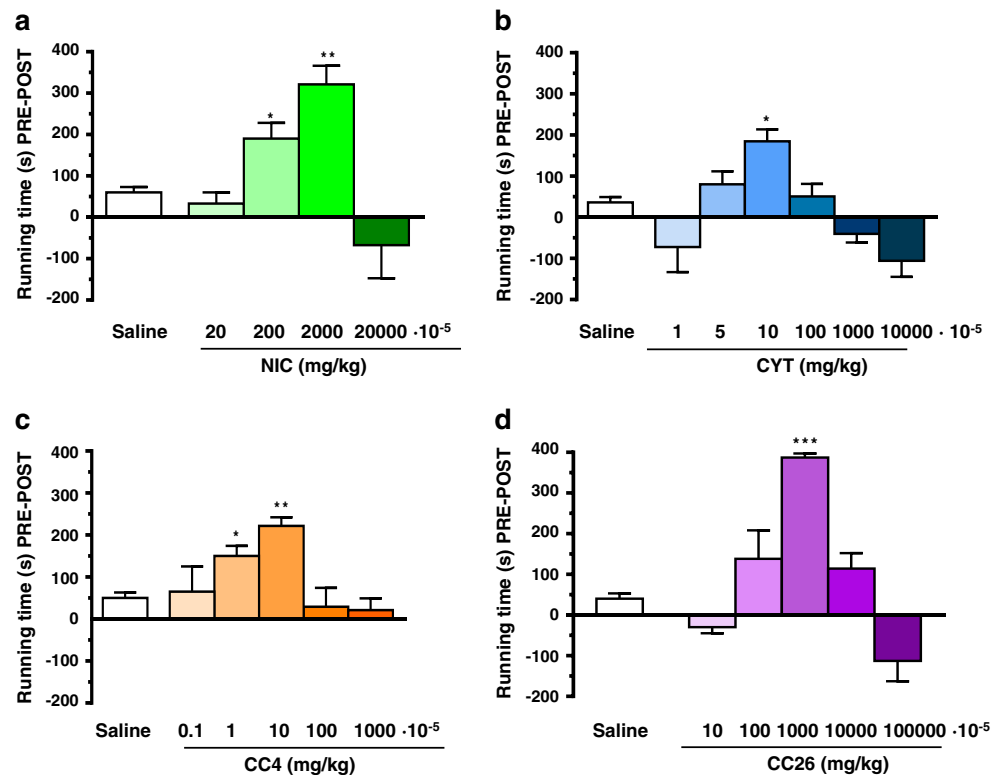 a
Running time (s) PRE-POST
400
300
200
100
0
-100
-200
*
**
Saline 20 200 2000 20000 ·10-5
NIC (mg/kg)
b
Running time (s) PRE-POST
400
300
200
100
0
-100
-200
*
Saline 1 5 10 100 1000 10000 · 10-5
CYT (mg/kg)
c
Running time (s) PRE-POST
400
300
200
100
0
-100
-200
*
**
Saline 0.1 1 10 100 1000 ·10-5
CC4 (mg/kg)
d
Running time (s) PRE-POST
400
300
200
100
0
-100
-200
***
Saline 10 100 1000 10000 100000 ·10-5
CC26 (mg/kg)